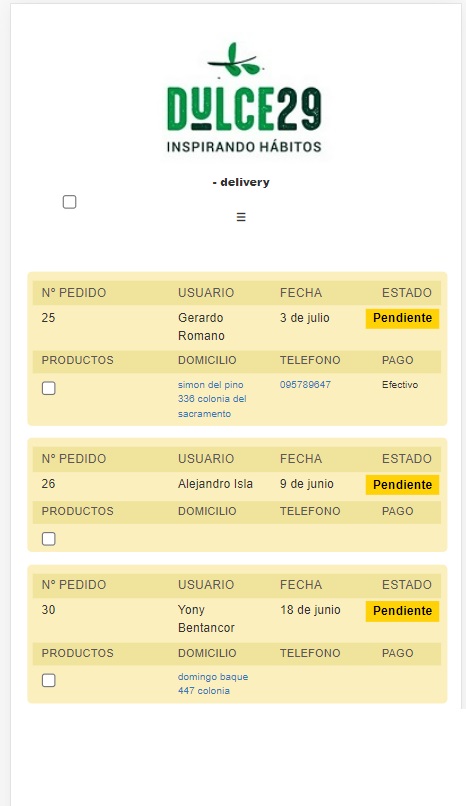 DULCE29
INSPIRANDO HÁBITOS
- delivery
☰
Nº PEDIDO USUARIO FECHA ESTADO
25 Gerardo Romano 3 de julio Pendiente
PRODUCTOS DOMICILIO TELEFONO PAGO
simon del pino 095789647 Efectivo
336 colonia del
sacramento
Nº PEDIDO USUARIO FECHA ESTADO
26 Alejandro Isla 9 de junio Pendiente
PRODUCTOS DOMICILIO TELEFONO PAGO
Nº PEDIDO USUARIO FECHA ESTADO
30 Yony Bentancor 18 de junio Pendiente
PRODUCTOS DOMICILIO TELEFONO PAGO
domingo baque
447 colonia